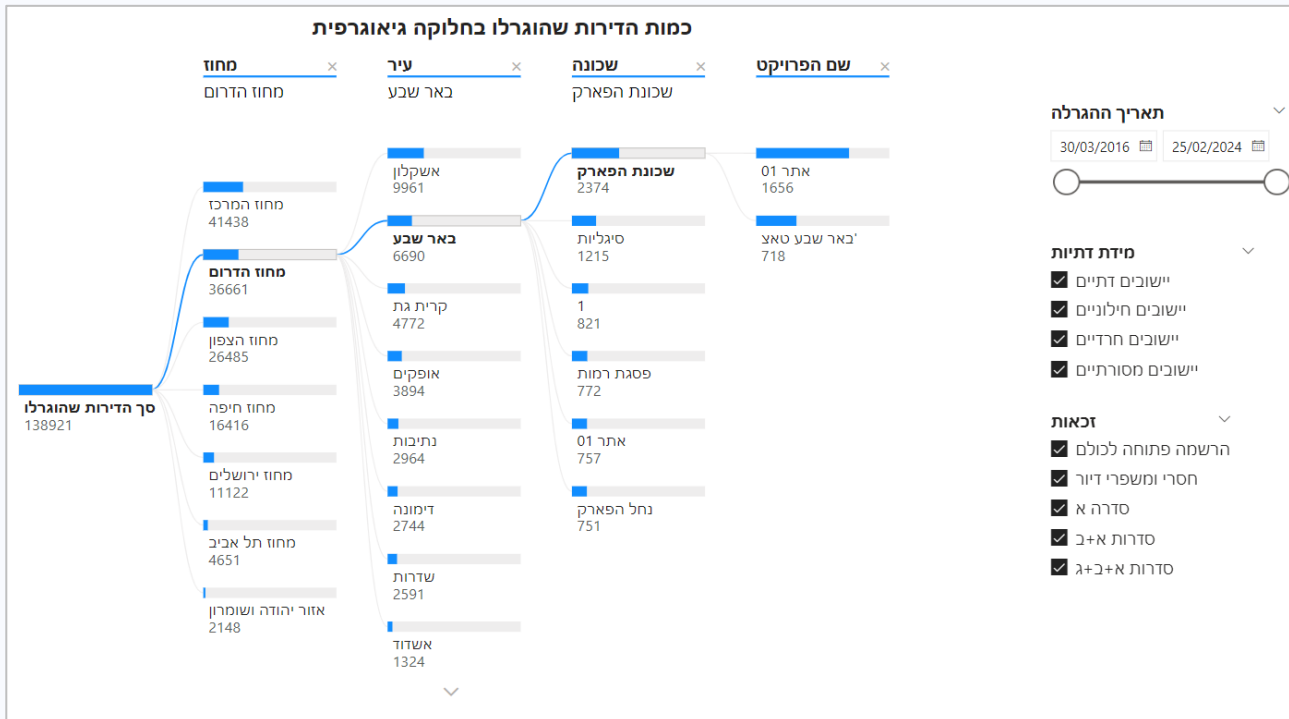 כמות הדירות שהוגרלו בחלוקה גיאוגרפית
מחוז
מחוז הדרום
עיר
באר שבע
שכונה
שכונת הפארק
שם הפרויקט
סך הדירות שהוגרלו
138921
מחוז המרכז
41438
מחוז הדרום
36661
מחוז הצפון
26485
מחוז חיפה
16416
מחוז ירושלים
11122
מחוז תל אביב
4651
אזור יהודה ושומרון
2148
אשקלון
9961
באר שבע
6690
קרית גת
4772
אופקים
3894
נתיבות
2964
דימונה
2744
שדרות
2591
אשדוד
1324
שכונת הפארק
2374
סיגליות
1215
1
821
פסגת רמות
772
אתר 01
757
נחל הפארק
751
אתר 01
1656
באר שבע טאצ'
718
תאריך ההגרלה
30/03/2016 25/02/2024
מידת דתיות
יישובים דתיים
יישובים חילוניים
יישובים חרדיים
יישובים מסורתיים
זכאות
הרשמה פתוחה לכולם
חסרי ומשפרי דיור
סדרה א
סדרות א+ב
סדרות א+ב+ג